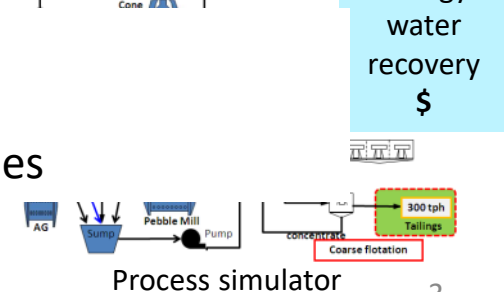 Cone
water
recovery
$
es
AG
Pebble Mill
300 tph
Sump
Pump
Tailings
concentrate
Coarse flotation
Process simulator